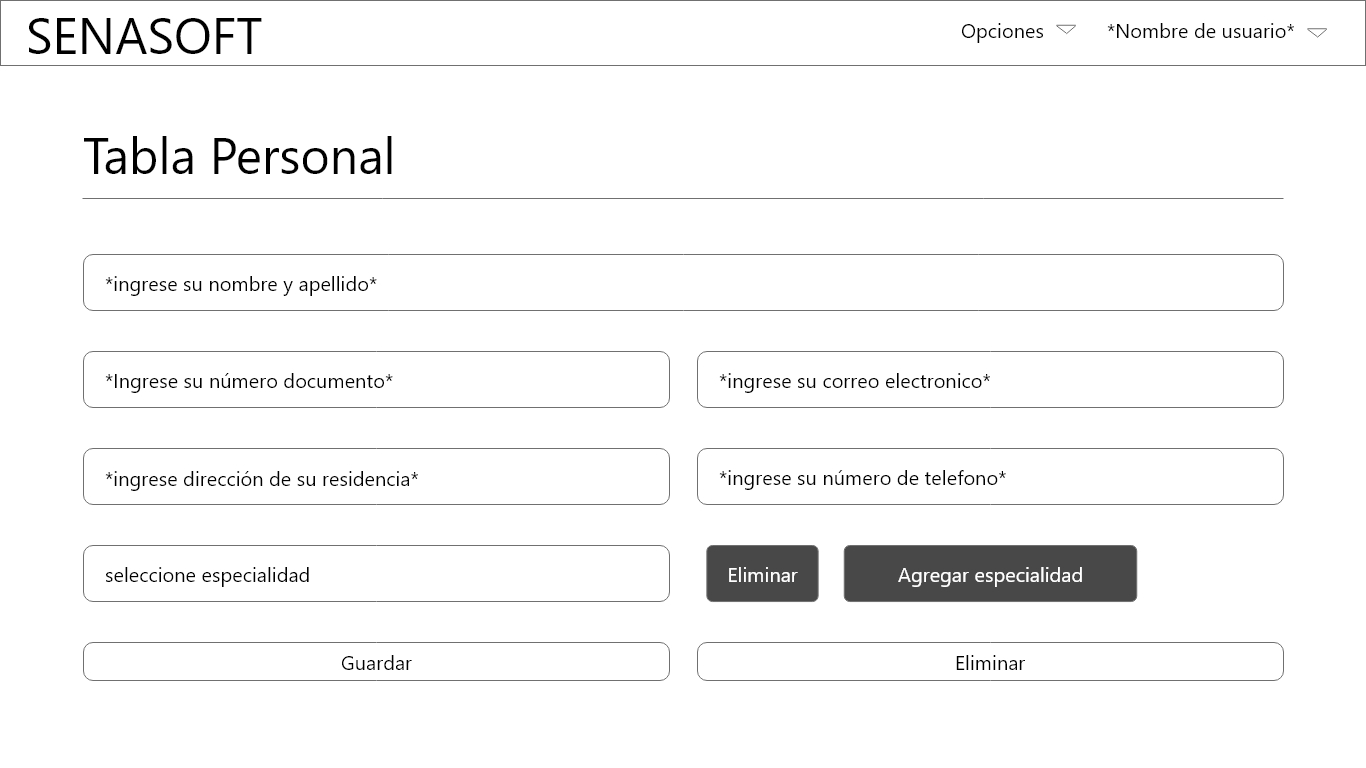 SENASOFT
Opciones
*Nombre de usuario*
Tabla Personal
*ingrese su nombre y apellido*
*Ingrese su número documento*
*ingrese su correo electronico*
*ingrese dirección de su residencia*
*ingrese su número de telefono*
seleccione especialidad
Eliminar
Agregar especialidad
Guardar
Eliminar